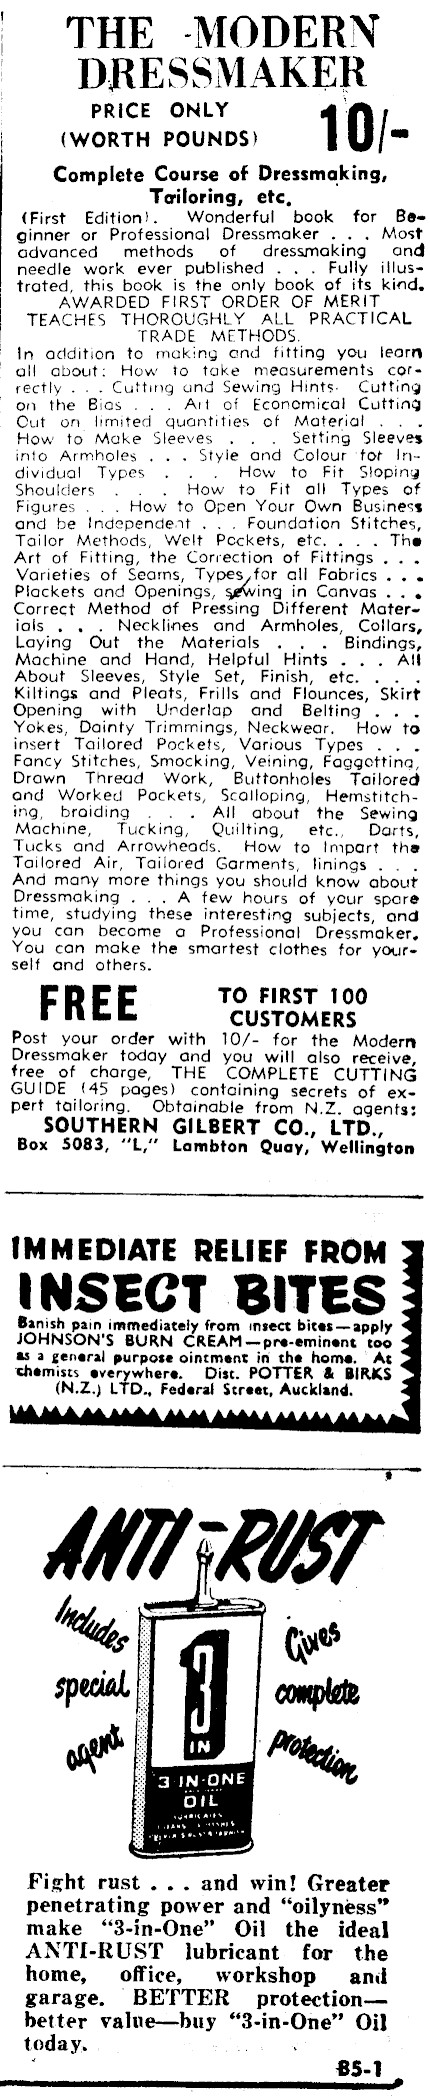 THE MODERN
DRESSMAKER
PRICE ONLY
(WORTH POUNDS)
10/-
Complete Course of Dressmaking,
Tailoring, etc.
(First Edition). Wonderful book for Be-
ginner or Professional Dressmaker . . . Most
advanced methods of dressmaking and
needle work ever published . . . Fully illus-
trated, this book is the only book of its kind.
AWARDED FIRST ORDER OF MERIT
TEACHES THOROUGHLY ALL PRACTICAL
TRADE METHODS.
In addition to making and fitting you learn
all about: How to take measurements cor-
rectly . . . Cutting and Sewing Hints. Cutting
on the Bias . . . Art of Economical Cutting
Out on limited quantities of Material . . .
How to Make Sleeves . . . Setting Sleeves
into Armholes . . . Style and Colour for In-
dividual Types . . . How to Fit Sloping
Shoulders . . . How to Fit all Types of
Figures . . . How to Open Your Own Business
and be Independent . . . Foundation Stitches,
Tailor Methods, Welt Pockets, etc. . . . The
Art of Fitting, the Correction of Fittings . . .
Varieties of Seams, Types for all Fabrics . . .
Plackets and Openings, sewing in Canvas . . .
Correct Method of Pressing Different Mater-
ials . . . Necklines and Armholes, Collars,
Laying Out the Materials . . . Bindings,
Machine and Hand, Helpful Hints . . . All
About Sleeves, Style Set, Finish, etc. . . .
Kiltings and Pleats, Frills and Flounces, Skirt
Opening with Underlap and Belting . . .
Yokes, Dainty Trimmings, Neckwear. How to
insert Tailored Pockets, Various Types . . .
Fancy Stitches, Smocking, Veining, Faggotting,
Drawn Thread Work, Buttonholes Tailored
and Worked Pockets, Scalloping, Hemstitch-
ing, braiding . . . All about the Sewing
Machine, Tucking, Quilting, etc., Darts,
Tucks and Arrowheads. How to Impart the
Tailored Air, Tailored Garments, linings . . .
And many more things you should know about
Dressmaking . . . A few hours of your spare
time, studying these interesting subjects, and
you can become a Professional Dressmaker.
You can make the smartest clothes for your-
self and others.
FREE TO FIRST 100
CUSTOMERS
Post your order with 10/- for the Modern
Dressmaker today and you will also receive,
free of charge, THE COMPLETE CUTTING
GUIDE (45 pages) containing secrets of ex-
pert tailoring. Obtainable from N.Z. agents:
SOUTHERN GILBERT CO., LTD.,
Box 5083, "L," Lambton Quay, Wellington
IMMEDIATE RELIEF FROM
INSECT BITES
Banish pain immediately from insect bites—apply
JOHNSON'S BURN CREAM—pre-eminent too
as a general purpose ointment in the home. At
chemists everywhere. Dist. POTTER & BIRKS
(N.Z.) LTD., Federal Street, Auckland.
ANTI-RUST
Includes
special
agent
Gives
complete
protection
3
IN
1
3-IN-ONE
OIL
LUBRICATES
Fight rust . . . and win! Greater
penetrating power and "oilyness"
make "3-in-One" Oil the ideal
ANTI-RUST lubricant for the
home, office, workshop and
garage. BETTER protection—
better value—buy "3-in-One" Oil
today.
85-1